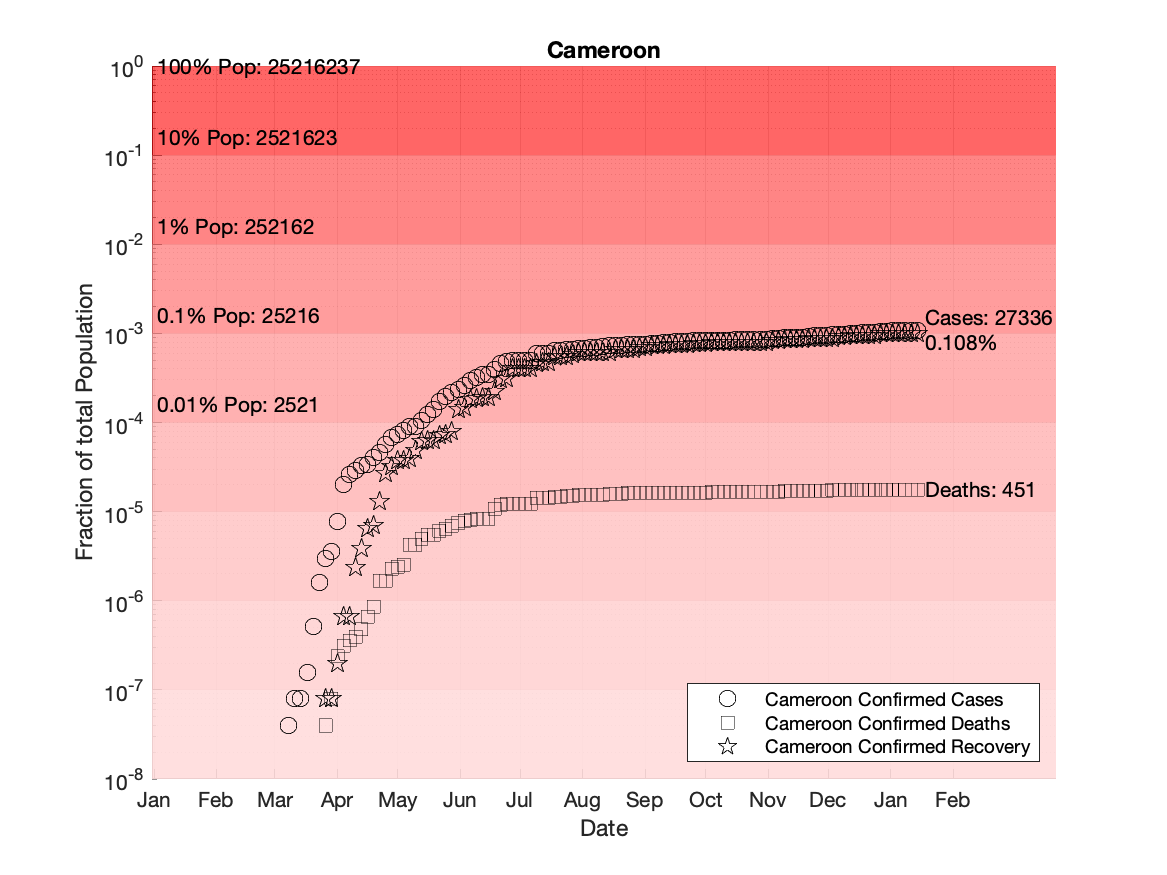 Cameroon
10^0
100% Pop: 25216237
10% Pop: 2521623
10^-1
1% Pop: 252162
10^-2
0.1% Pop: 25216
Cases: 27336
10^-3
0.108%
0.01% Pop: 2521
10^-4
Deaths: 451
10^-5
10^-6
10^-7
10^-8
Fraction of total Population
Cameroon Confirmed Cases
Cameroon Confirmed Deaths
Cameroon Confirmed Recovery
Jan Feb Mar Apr May Jun Jul Aug Sep Oct Nov Dec Jan Feb
Date